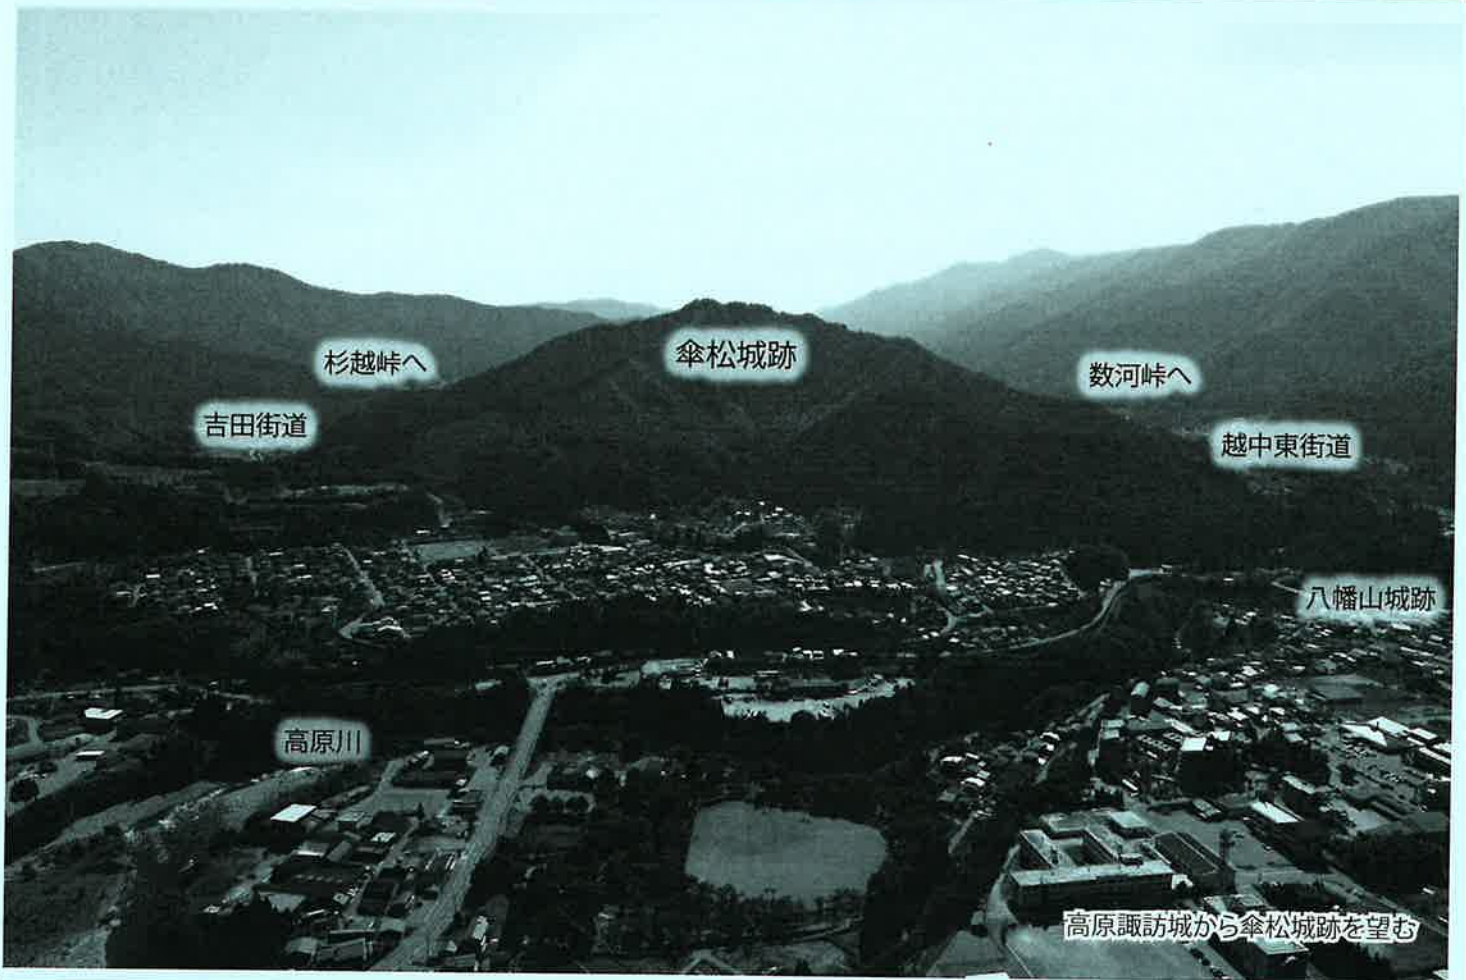 傘松城跡
杉越峠へ
数河峠へ
吉田街道
越中東街道
八幡山城跡
高原川
高原諏訪城から傘松城跡を望む